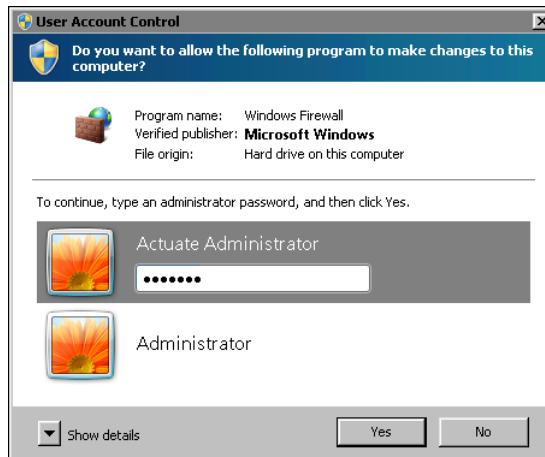 User Account Control
Do you want to allow the following program to make changes to this
computer?
Program name: Windows Firewall
Verified publisher: Microsoft Windows
File origin: Hard drive on this computer
To continue, type an administrator password, and then click Yes.
Actuate Administrator
•••••••
Administrator
Show details
Yes
No